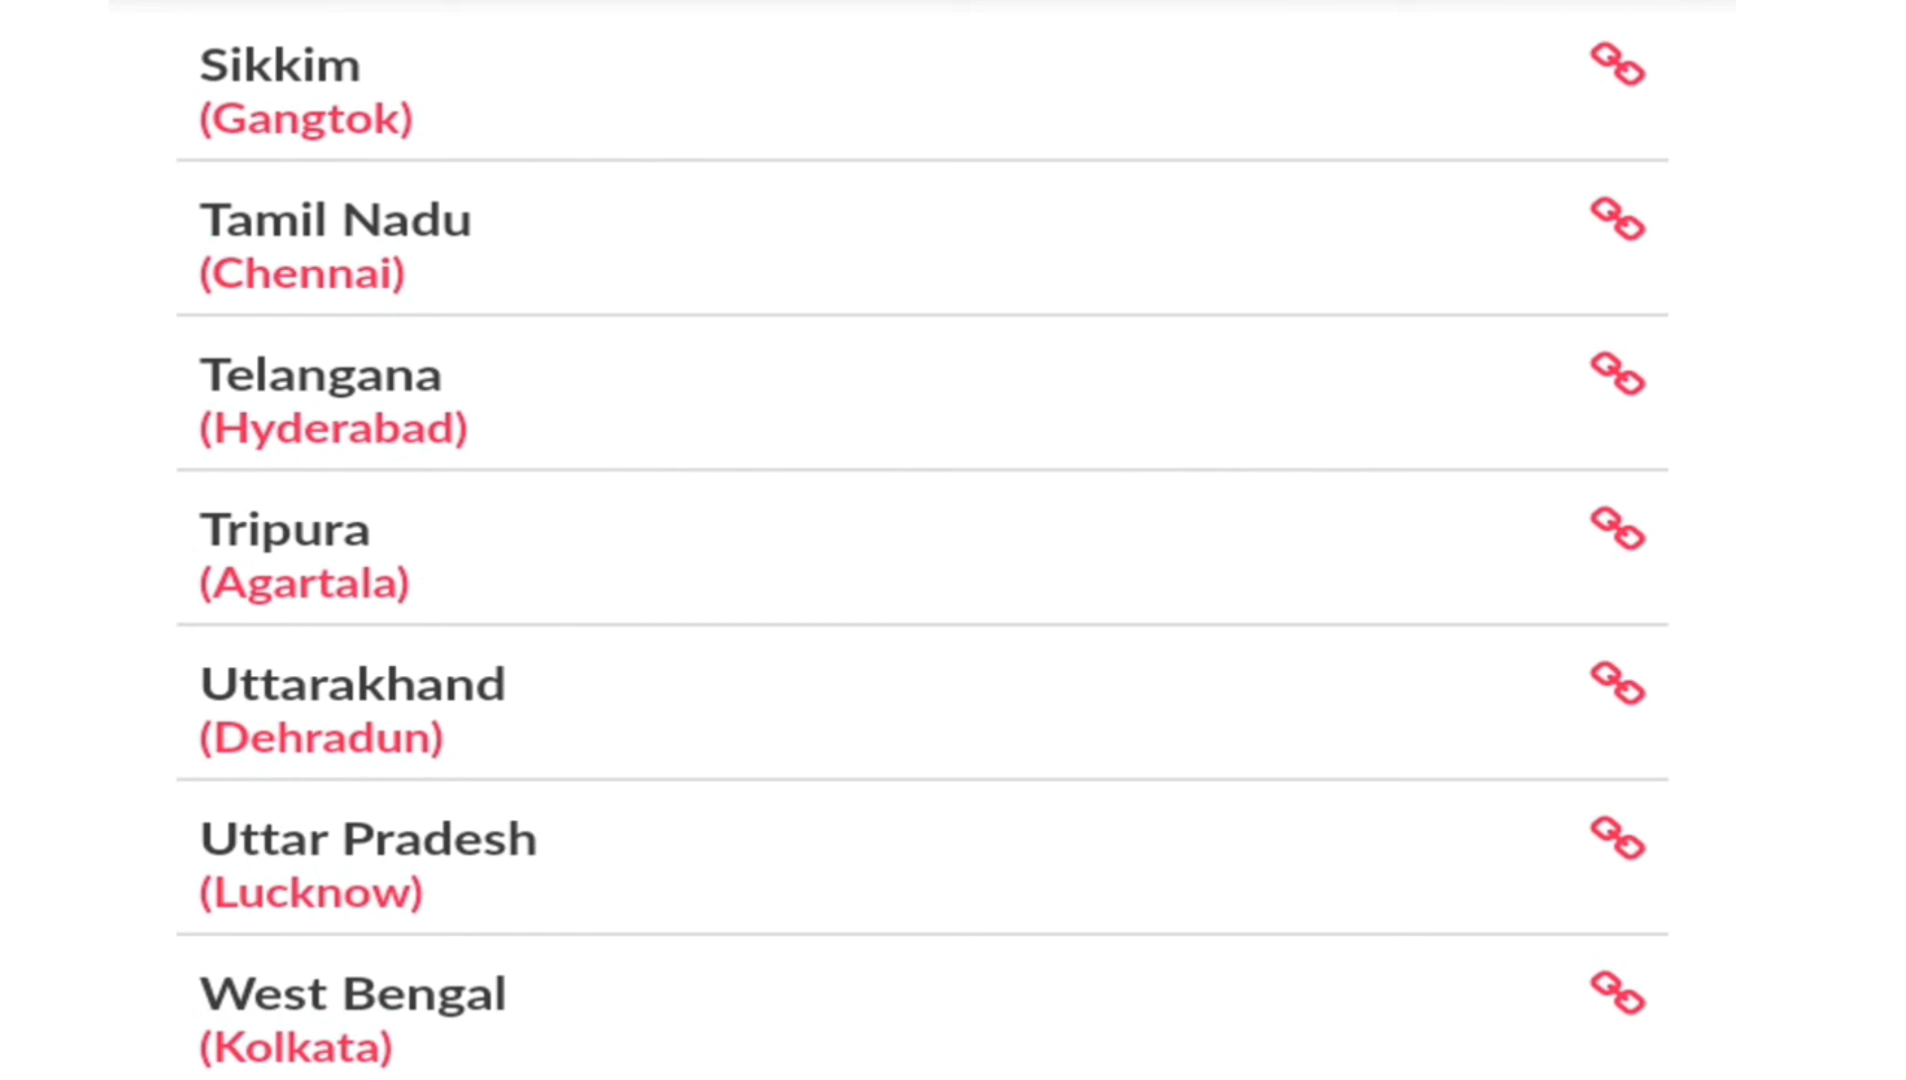 Sikkim
(Gangtok)
Tamil Nadu
(Chennai)
Telangana
(Hyderabad)
Tripura
(Agartala)
Uttarakhand
(Dehradun)
Uttar Pradesh
(Lucknow)
West Bengal
(Kolkata)